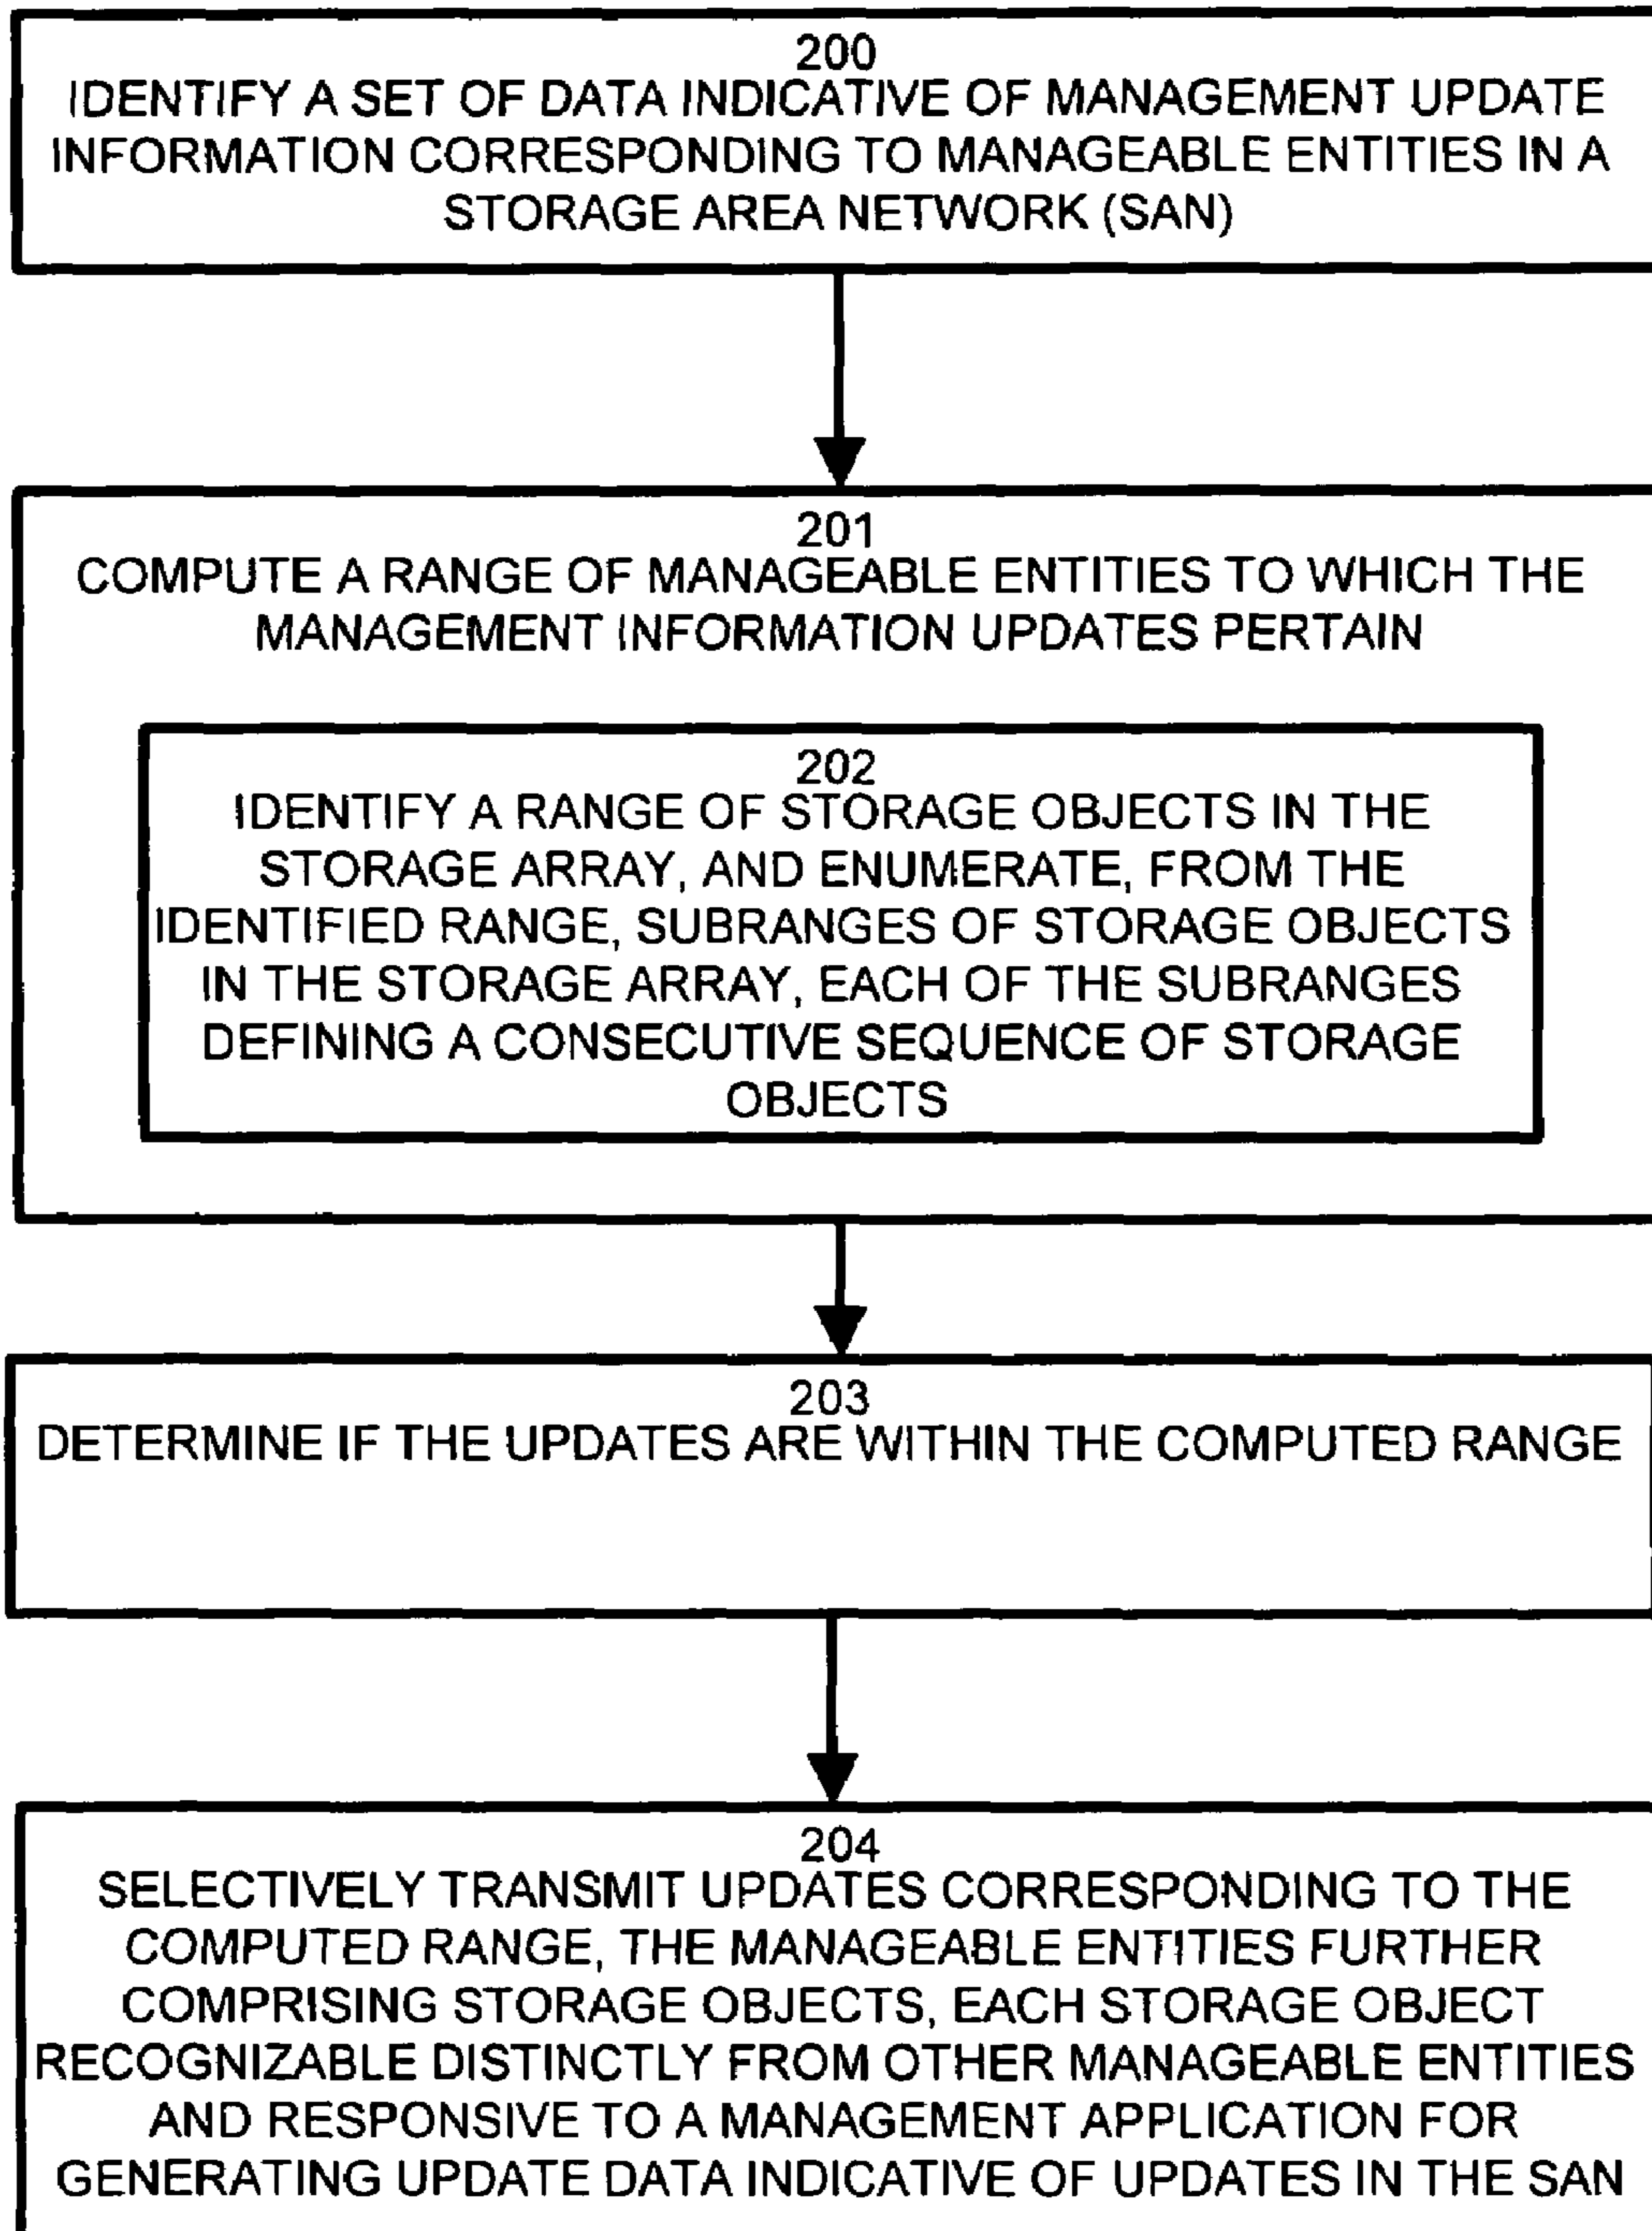 200
IDENTIFY A SET OF DATA INDICATIVE OF MANAGEMENT UPDATE
INFORMATION CORRESPONDING TO MANAGEABLE ENTITIES IN A
STORAGE AREA NETWORK (SAN)
201
COMPUTE A RANGE OF MANAGEABLE ENTITIES TO WHICH THE
MANAGEMENT INFORMATION UPDATES PERTAIN
202
IDENTIFY A RANGE OF STORAGE OBJECTS IN THE
STORAGE ARRAY, AND ENUMERATE, FROM THE
IDENTIFIED RANGE, SUBRANGES OF STORAGE OBJECTS
IN THE STORAGE ARRAY, EACH OF THE SUBRANGES
DEFINING A CONSECUTIVE SEQUENCE OF STORAGE
OBJECTS
203
DETERMINE IF THE UPDATES ARE WITHIN THE COMPUTED RANGE
204
SELECTIVELY TRANSMIT UPDATES CORRESPONDING TO THE
COMPUTED RANGE, THE MANAGEABLE ENTITIES FURTHER
COMPRISING STORAGE OBJECTS, EACH STORAGE OBJECT
RECOGNIZABLE DISTINCTLY FROM OTHER MANAGEABLE ENTITIES
AND RESPONSIVE TO A MANAGEMENT APPLICATION FOR
GENERATING UPDATE DATA INDICATIVE OF UPDATES IN THE SAN